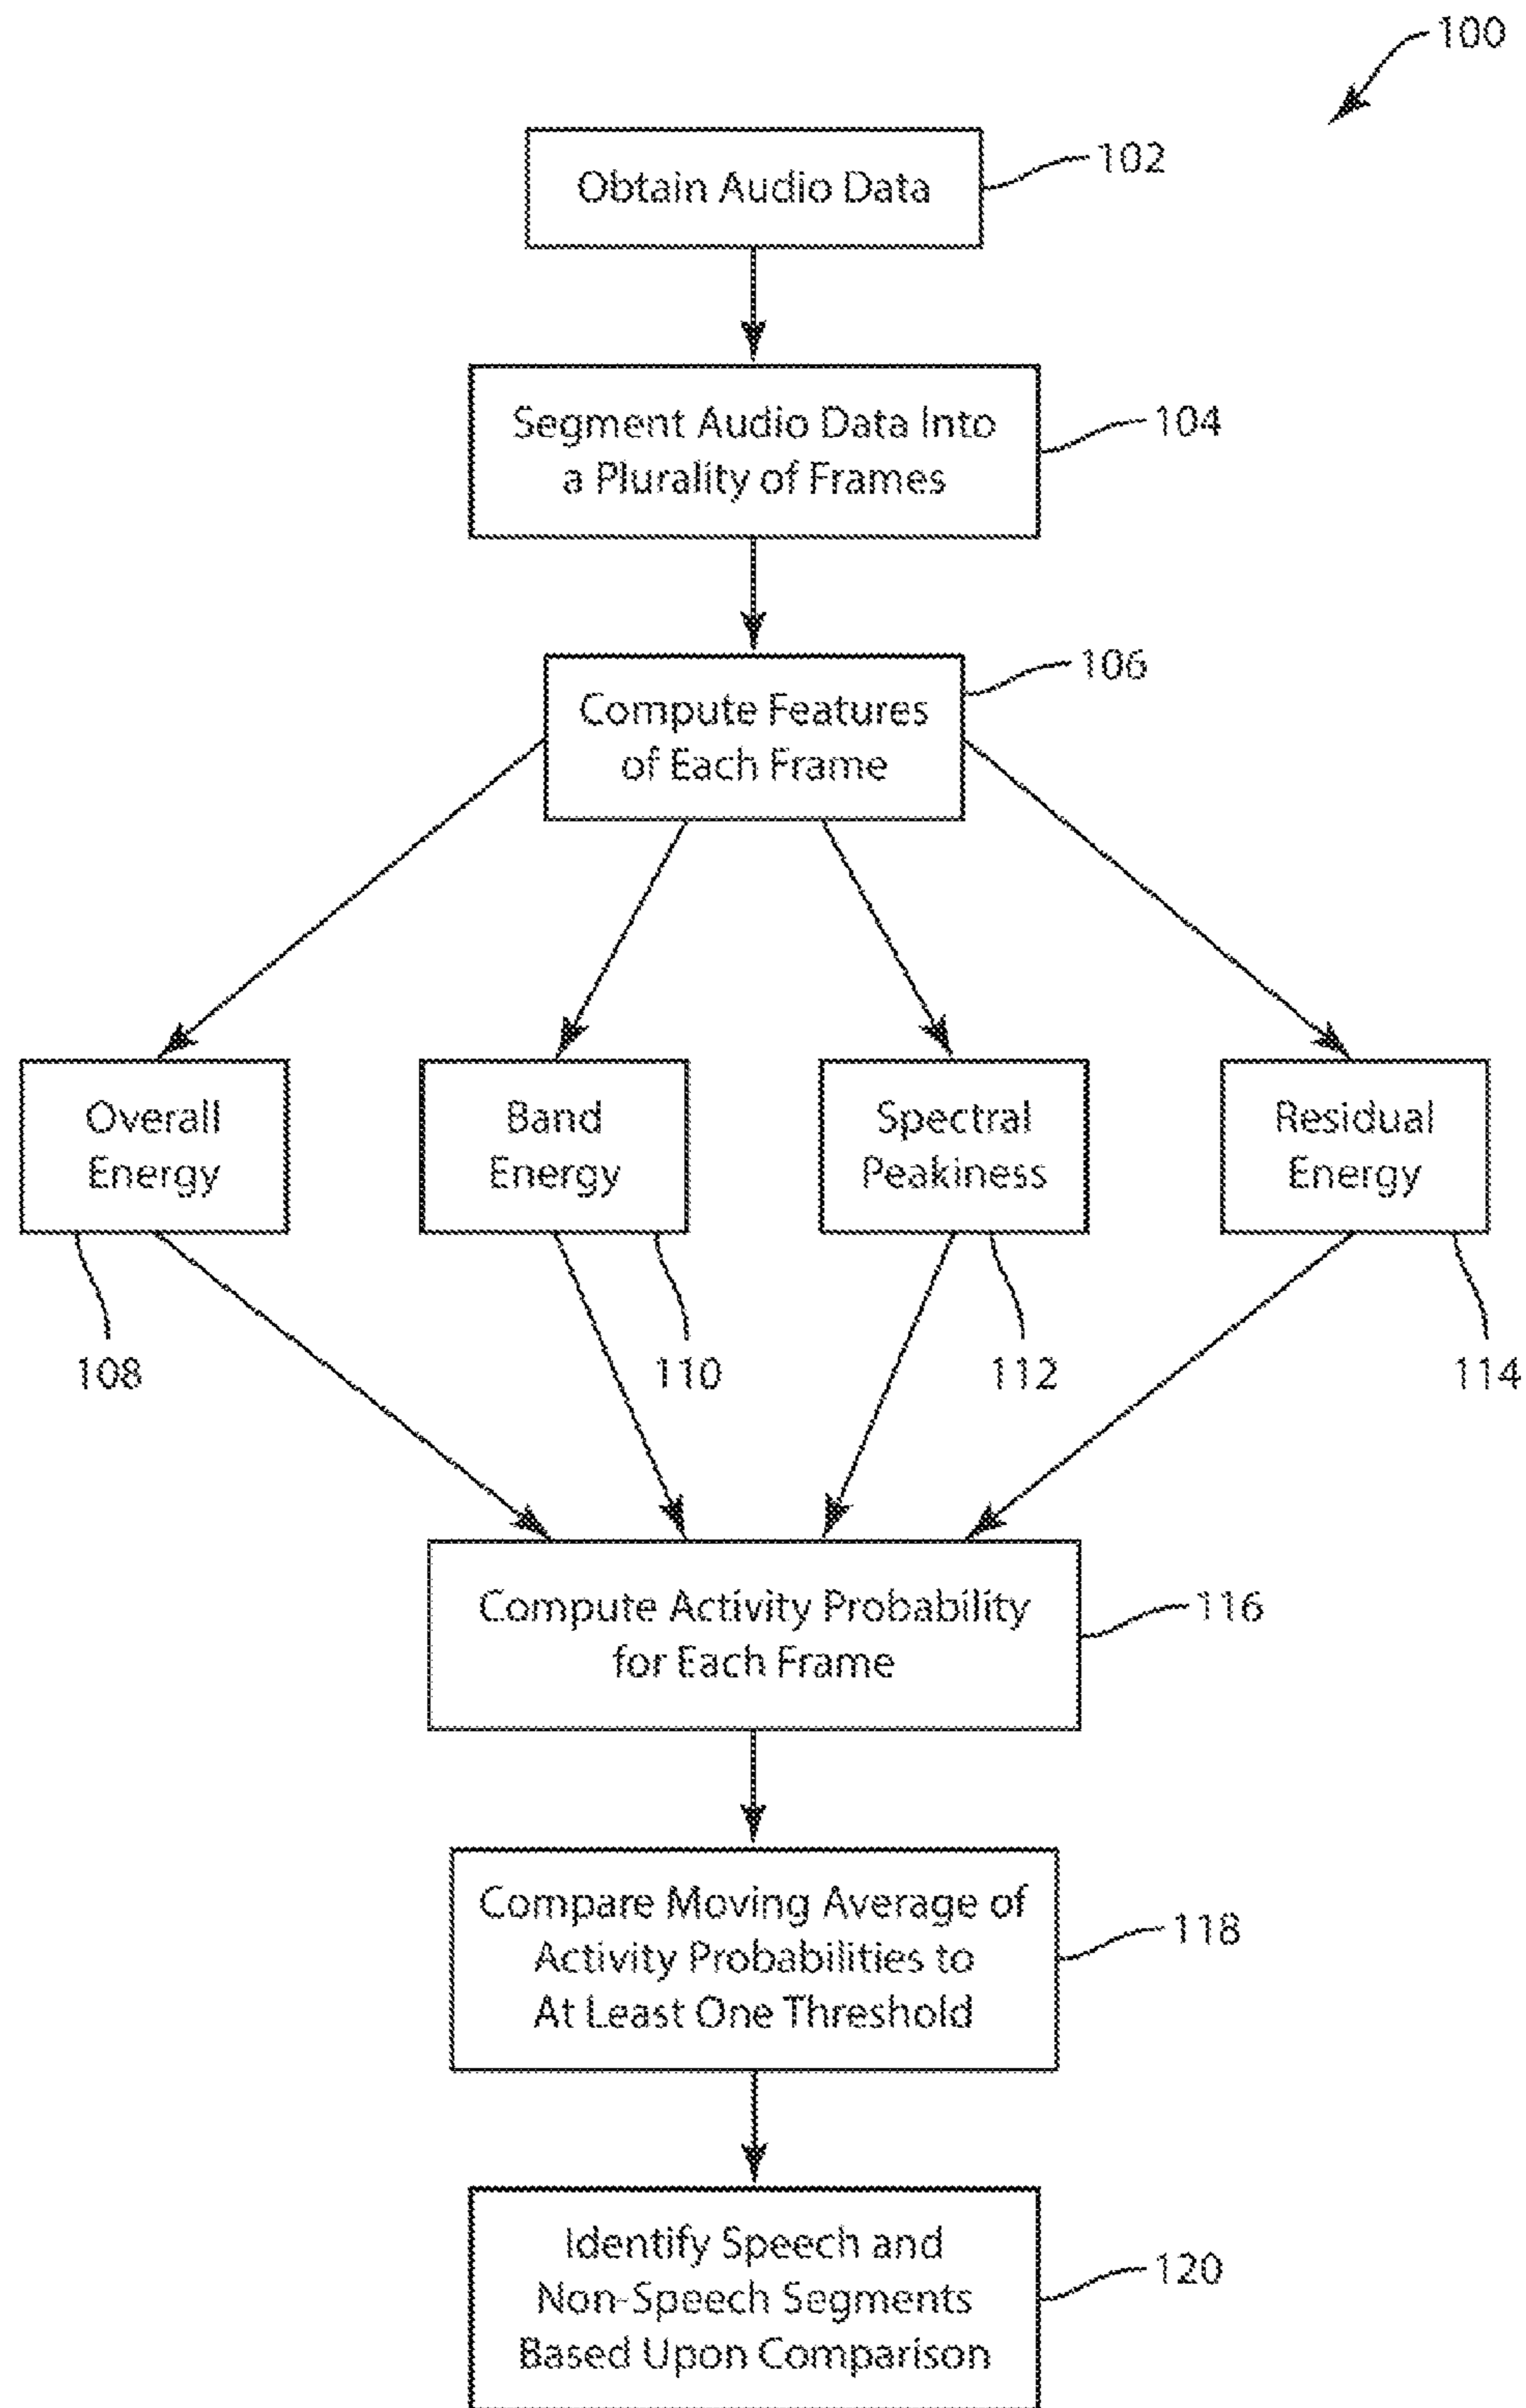 100
Obtain Audio Data
102
Segment Audio Data Into
a Plurality of Frames
104
Compute Features
of Each Frame
106
Overall
Energy
Band
Energy
Spectral
Peakiness
Residual
Energy
108
110
112
114
Compute Activity Probability
for Each Frame
116
Compare Moving Average of
Activity Probabilities to
At Least One Threshold
118
Identify Speech and
Non-Speech Segments
Based Upon Comparison
120